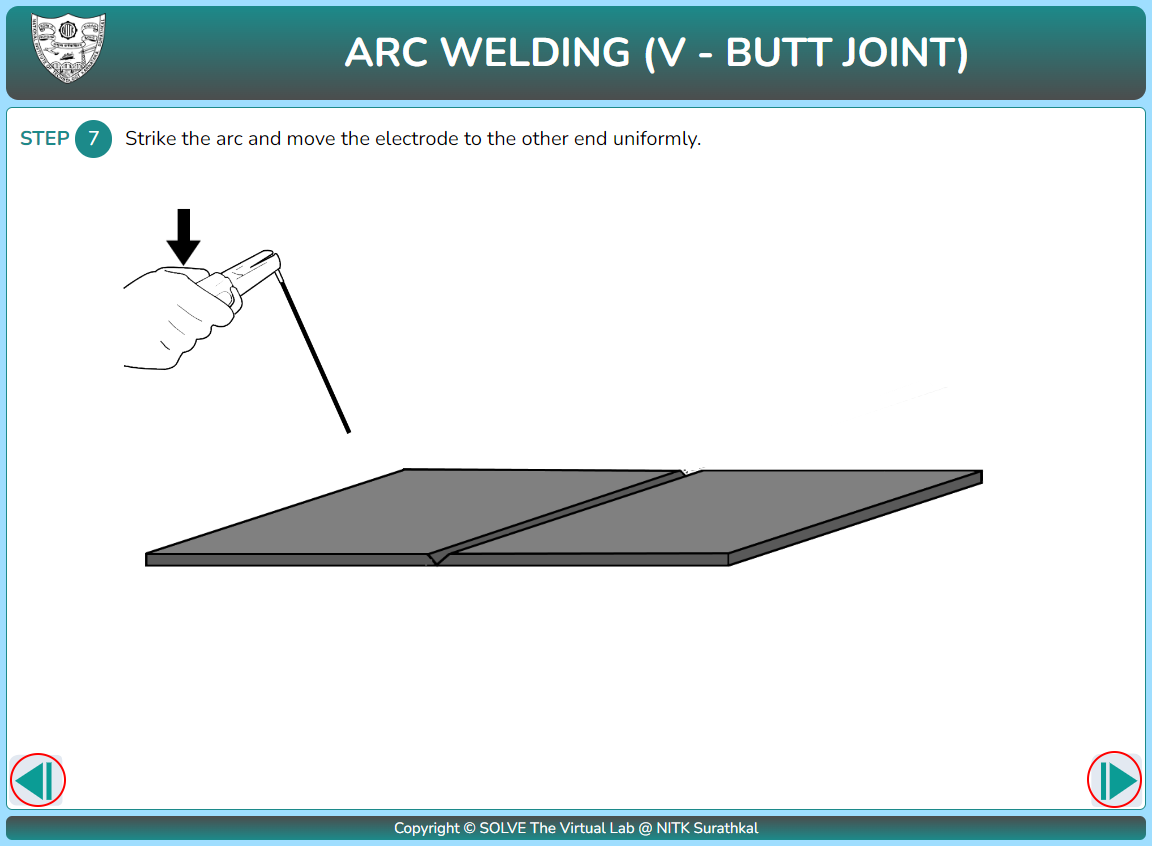 ARC WELDING (V - BUTT JOINT)
STEP 7 Strike the arc and move the electrode to the other end uniformly.
Copyright © SOLVE The Virtual Lab @ NITK Surathkal